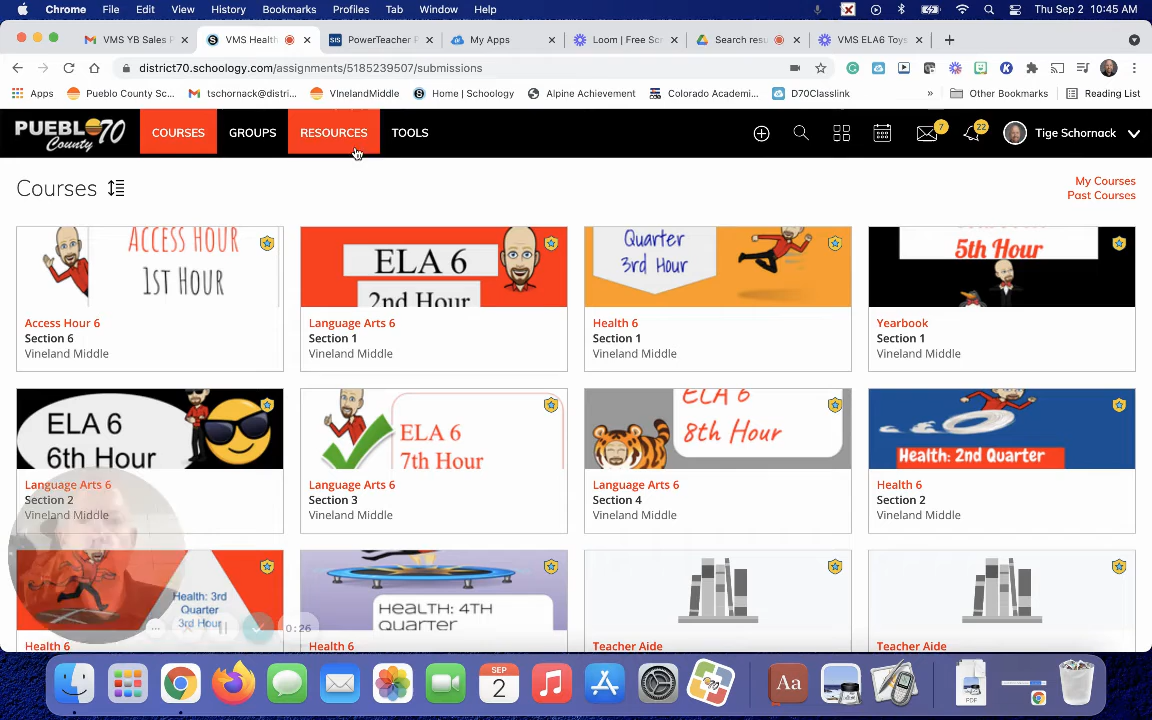 Chrome File Edit View History Bookmarks Profiles Tab Window Help Thu Sep 2 10:45 AM
VMS YB Sales P VMS Health PowerTeacher P My Apps Loom | Free Scr Search resu VMS ELA6 Toys
district70.schoology.com/assignments/5185239507/submissions
Apps Pueblo County Sc... tschornack@distri... VInelandMiddle Home | Schoology Alpine Achievement Colorado Academi... D70Classlink » Other Bookmarks Reading List
PUEBLO 70
County
COURSES GROUPS RESOURCES TOOLS 7 22 Tige Schornack
Courses
My Courses
Past Courses
ACCESS HOUR
1ST HOUR
Access Hour 6
Section 6
Vineland Middle
ELA 6
2nd Hour
Language Arts 6
Section 1
Vineland Middle
Quarter
3rd Hour
Health 6
Section 1
Vineland Middle
5th Hour
Yearbook
Section 1
Vineland Middle
ELA 6
6th Hour
Language Arts 6
Section 2
Vineland Middle
ELA 6
7th Hour
Language Arts 6
Section 3
Vineland Middle
ELA 6
8th Hour
Language Arts 6
Section 4
Vineland Middle
Health: 2nd Quarter
Health 6
Section 2
Vineland Middle
Health: 3rd
Quarter
3rd Hour
Health 6
HEALTH: 4TH
QUARTER
Health 6
Teacher Aide
Teacher Aide
0:26
SEP
2
70
Aa
PDF